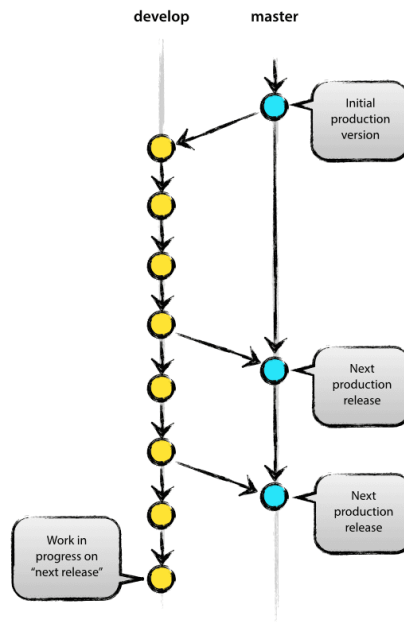 develop
master
Initial
production
version
Next
production
release
Next
production
release
Work in
progress on
“next release”